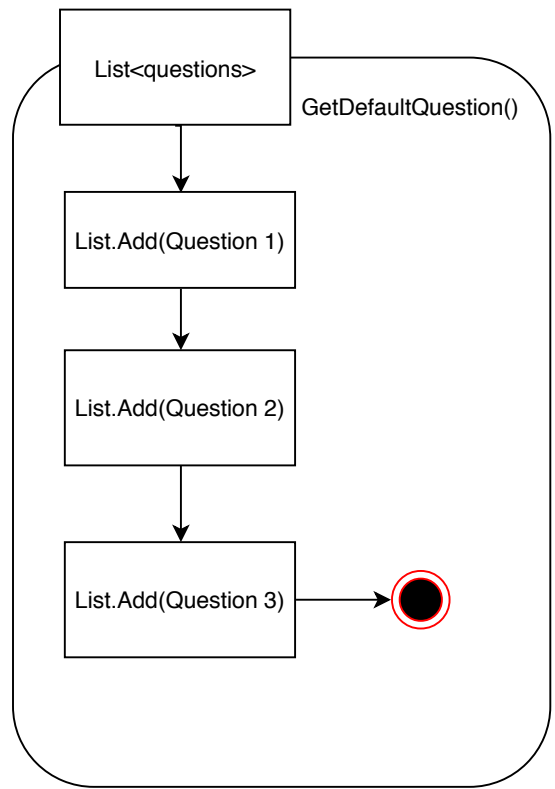 List<questions>
GetDefaultQuestion()
List.Add(Question 1)
List.Add(Question 2)
List.Add(Question 3)